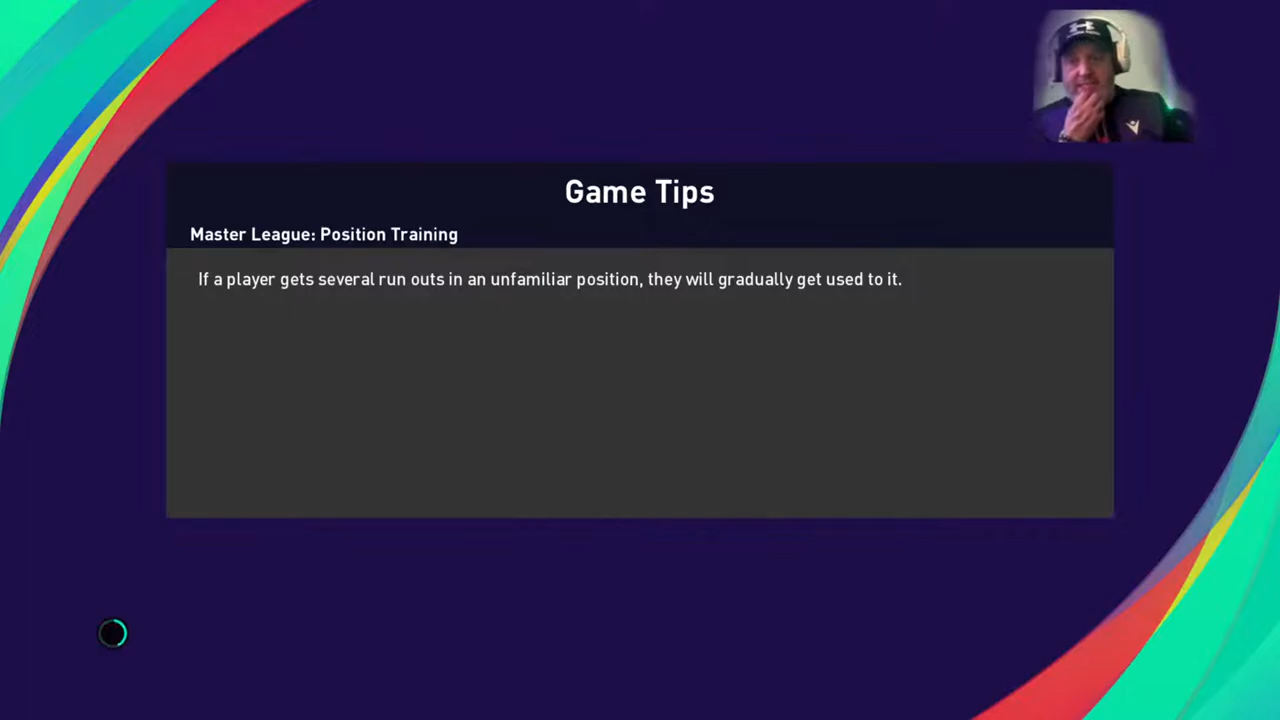 Game Tips
Master League: Position Training
If a player gets several run outs in an unfamiliar position, they will gradually get used to it.